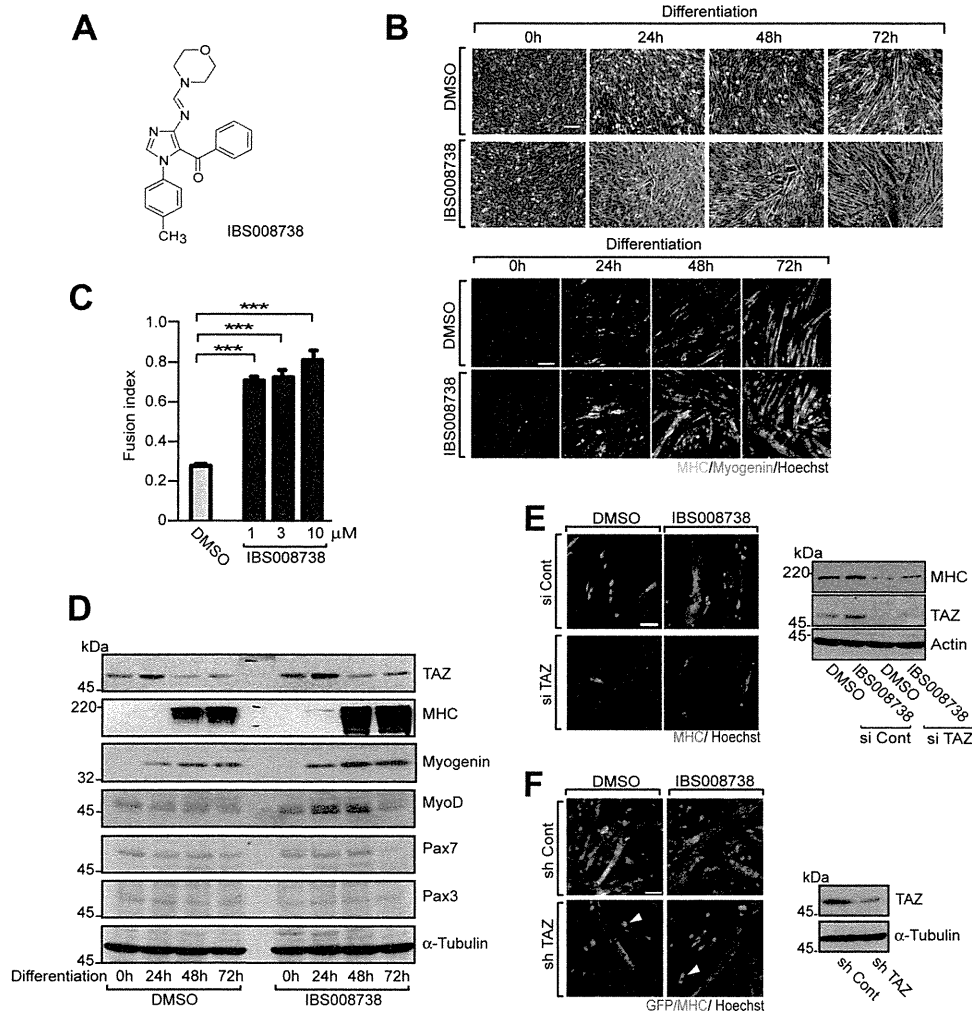 A
O
N
N
N
N
O
CH₃
IBS008738
B
Differentiation
0h 24h 48h 72h
DMSO
IBS008738
Differentiation
0h 24h 48h 72h
DMSO
IBS008738
MHC/Myogenin/Hoechst
C
Fusion index
1.0
0.8
0.6
0.4
0.2
0
***
***
***
DMSO
1 3 10 μM
IBS008738
D
kDa
45
TAZ
220
MHC
32
Myogenin
45
MyoD
45
Pax7
45
Pax3
45
α-Tubulin
Differentiation 0h 24h 48h 72h 0h 24h 48h 72h
DMSO IBS008738
E
DMSO IBS008738
si Cont
si TAZ
MHC/ Hoechst
kDa
220
MHC
45
TAZ
45
Actin
DMSO IBS008738 DMSO IBS008738
si Cont si TAZ
F
DMSO IBS008738
sh Cont
sh TAZ
GFP/MHC/ Hoechst
kDa
45
TAZ
45
α-Tubulin
sh Cont sh TAZ